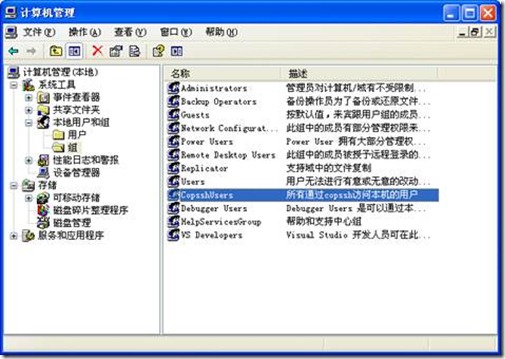 计算机管理
文件(F) 操作(A) 查看(V) 窗口(W) 帮助(H)
计算机管理(本地)
系统工具
事件查看器
共享文件夹
本地用户和组
用户
组
性能日志和警报
设备管理器
存储
可移动存储
磁盘碎片整理程序
磁盘管理
服务和应用程序
名称 描述
Administrators 管理员对计算机/域有不受限制...
Backup Operators 备份操作员为了备份或还原文件...
Guests 按默认值，来宾跟用户组的成员...
Network Configurat... 此组中的成员有部分管理权限来...
Power Users Power User 拥有大部分管理权...
Remote Desktop Users 此组中的成员被授予远程登录的...
Replicator 支持域中的文件复制
Users 用户无法进行有意或无意的改动...
CopsshUsers 所有通过copssh访问本机的用户
Debugger Users Debugger Users 是可以通过本...
HelpServicesGroup 帮助和支持中心组
VS Developers Visual Studio 开发人员可在此...